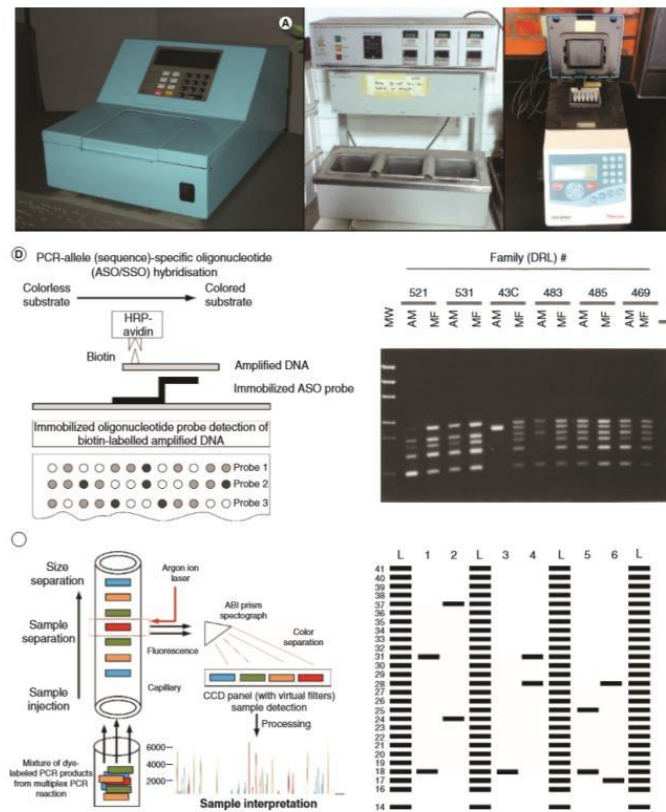 A
D
PCR-allele (sequence)-specific oligonucleotide
(ASO/SSO) hybridisation
Colorless
substrate
Colored
substrate
HRP-
avidin
Biotin
Amplified DNA
Immobilized ASO probe
Immobilized oligonucleotide probe detection of
biotin-labelled amplified DNA
Probe 1
Probe 2
Probe 3
Family (DRL) #
521 531 43C 483 485 469
MW AM MF AM MF AM MF AM MF AM MF AM MF
Size
separation
Sample
separation
Sample
injection
Argon ion
laser
Fluorescence
Capillary
ABI prism
spectograph
Color
separation
CCD panel (with virtual filters)
sample detection
Processing
Mixture of dye-
labeled PCR products
from multiplex PCR
reaction
6000
4000
2000
Sample interpretation
L 1 2 L 3 4 L 5 6 L
41
40
39
38
37
36
35
34
33
32
31
30
29
28
27
26
25
24
23
22
21
20
19
18
17
16
14